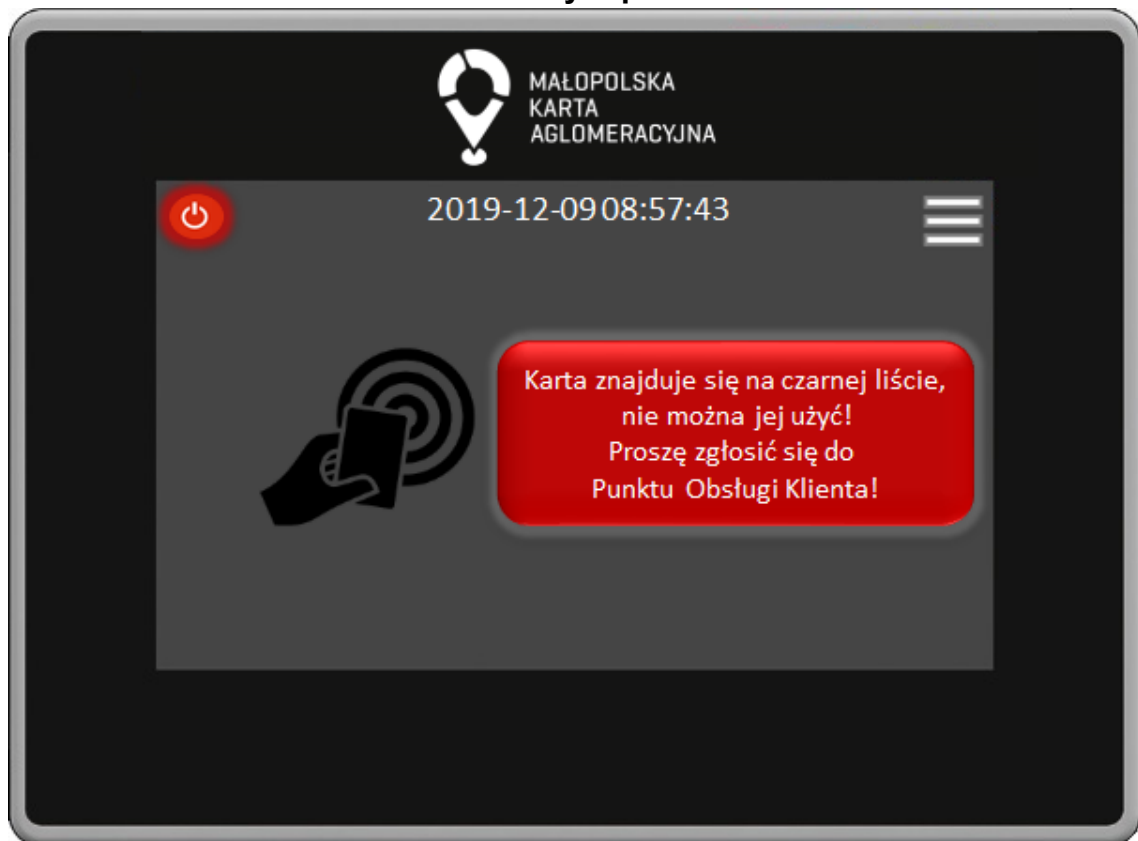 MAŁOPOLSKA
KARTA
AGLOMERACYJNA
2019-12-09 08:57:43
Karta znajduje się na czarnej liście,
nie można jej użyć!
Proszę zgłosić się do
Punktu Obsługi Klienta!